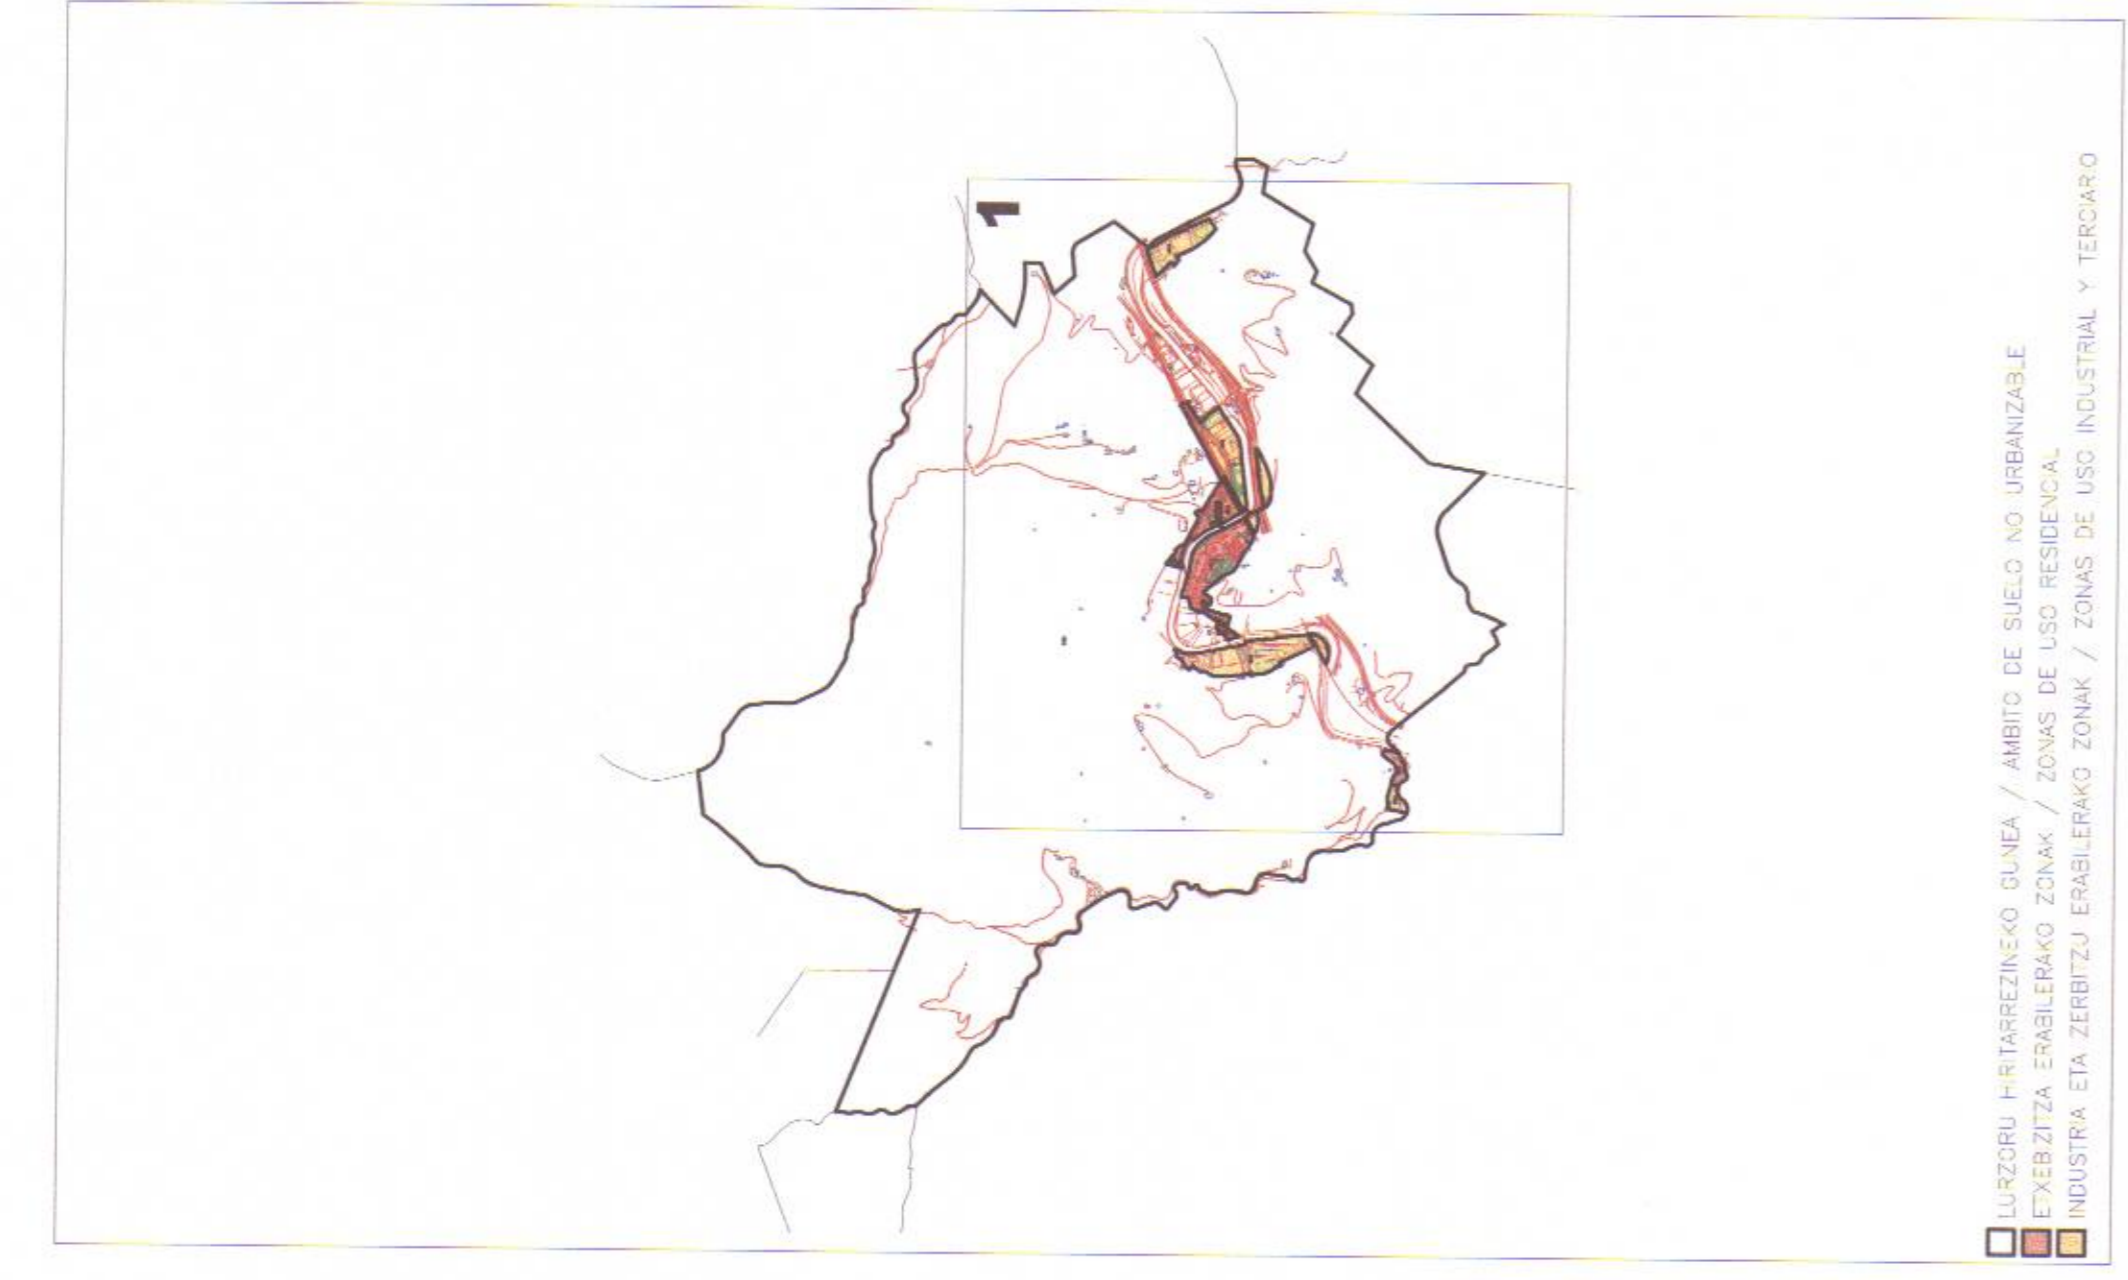 1
LURZORU HIRITARREZINEKO GUNEA / AMBITO DE SUELO NO URBANIZABLE
ETXEBIZITZA ERABILERAKO ZONAK / ZONAS DE USO RESIDENCIAL
INDUSTRIA ETA ZERBITZU ERABILERAKO ZONAK / ZONAS DE USO INDUSTRIAL Y TERCIARIO